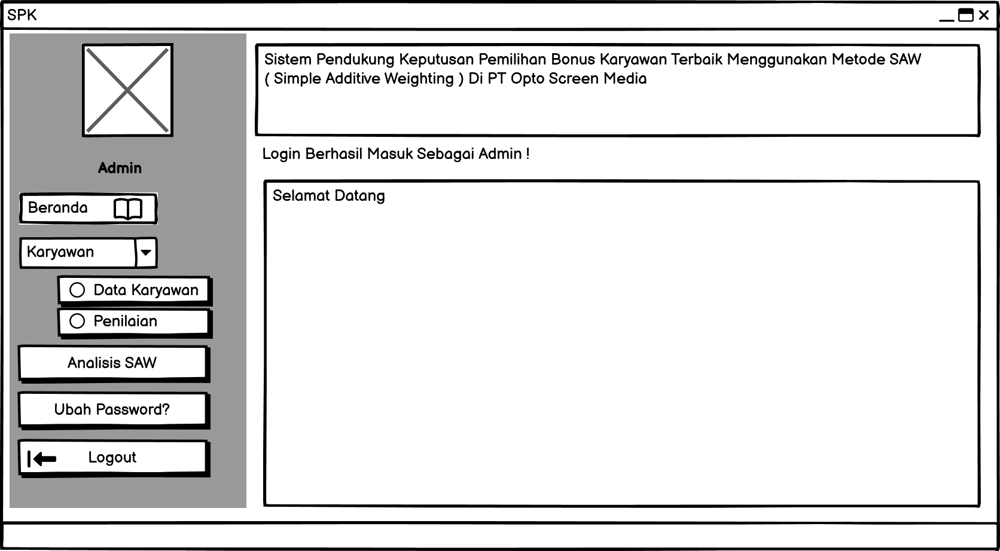 SPK
Admin
Beranda
Karyawan
Data Karyawan
Penilaian
Analisis SAW
Ubah Password?
Logout
Sistem Pendukung Keputusan Pemilihan Bonus Karyawan Terbaik Menggunakan Metode SAW
( Simple Additive Weighting ) Di PT Opto Screen Media
Login Berhasil Masuk Sebagai Admin !
Selamat Datang